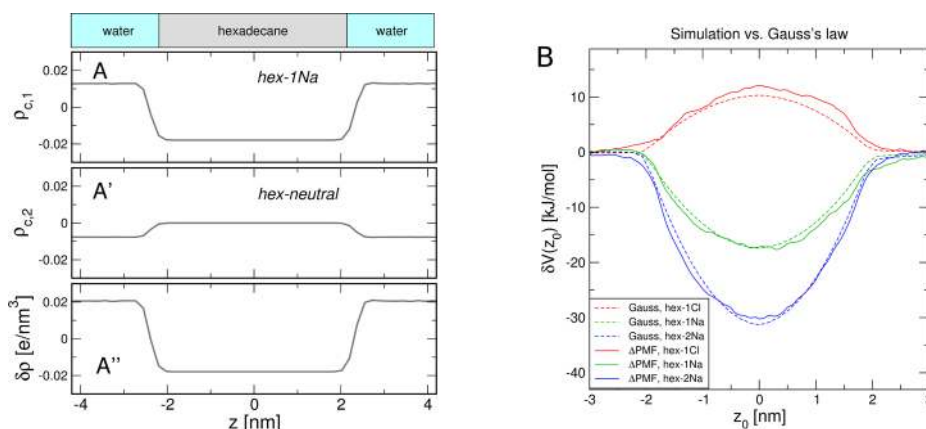 water hexadecane water
A hex-1Na
ρc,1
0.02
0
-0.02
A' hex-neutral
ρc,2
0.02
0
-0.02
A''
δρ [e/nm³]
0.02
0
-0.02
-4 -2 0 2 4
z [nm]
Simulation vs. Gauss's law
B
δV(z₀) [kJ/mol]
10
0
-10
-20
-30
-40
Gauss, hex-1Cl
Gauss, hex-1Na
Gauss, hex-2Na
ΔPMF, hex-1Cl
ΔPMF, hex-1Na
ΔPMF, hex-2Na
-3 -2 -1 0 1 2 3
z₀ [nm]